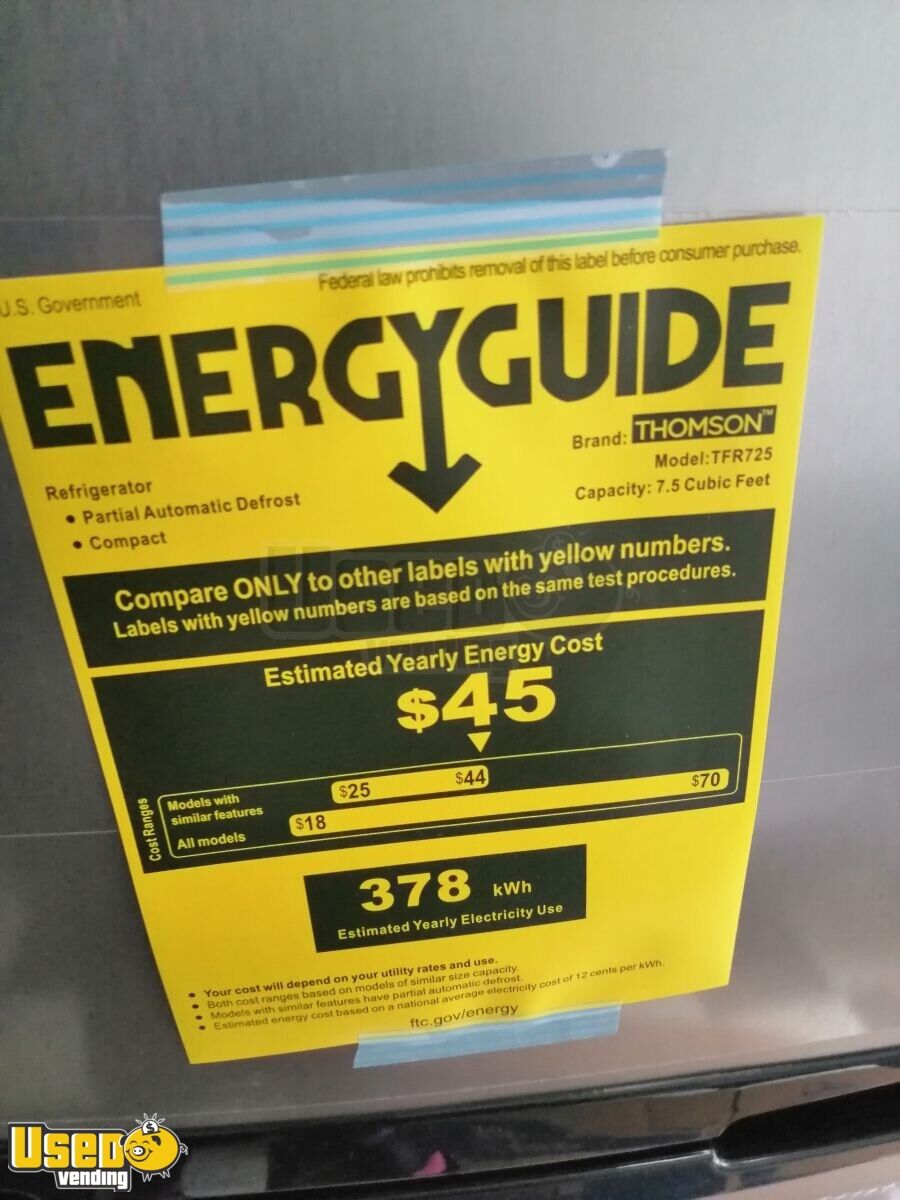 U.S. Government
Federal law prohibits removal of this label before consumer purchase.
ENERGYGUIDE
Refrigerator
• Partial Automatic Defrost
• Compact
Brand: THOMSON™
Model:TFR725
Capacity: 7.5 Cubic Feet
Compare ONLY to other labels with yellow numbers.
Labels with yellow numbers are based on the same test procedures.
Estimated Yearly Energy Cost
$45
Cost Ranges
Models with
similar features
$25 $44
All models
$18 $70
378 kWh
Estimated Yearly Electricity Use
• Your cost will depend on your utility rates and use.
• Both cost ranges based on models of similar size capacity.
• Models with similar features have partial automatic defrost.
• Estimated energy cost based on a national average electricity cost of 12 cents per kWh.
ftc.gov/energy
USED
vending
USED
vending